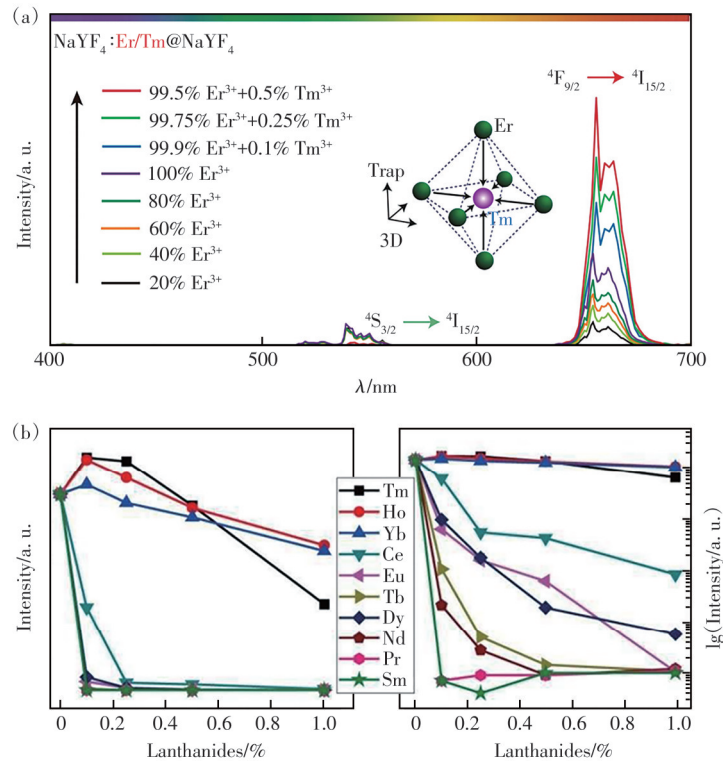 (a)
NaYF₄:Er/Tm@NaYF₄
99.5% Er³⁺+0.5% Tm³⁺
99.75% Er³⁺+0.25% Tm³⁺
99.9% Er³⁺+0.1% Tm³⁺
100% Er³⁺
80% Er³⁺
60% Er³⁺
40% Er³⁺
20% Er³⁺
Intensity/a. u.
Trap
3D
Er
Tm
⁴F₉/₂ → ⁴I₁₅/₂
⁴S₃/₂ → ⁴I₁₅/₂
400 500 600 700
λ/nm
(b)
Intensity/a. u.
Tm
Ho
Yb
Ce
Eu
Tb
Dy
Nd
Pr
Sm
lg(Intensity/a. u.)
0 0.2 0.4 0.6 0.8 1.0
0 0.2 0.4 0.6 0.8 1.0
Lanthanides/%
Lanthanides/%